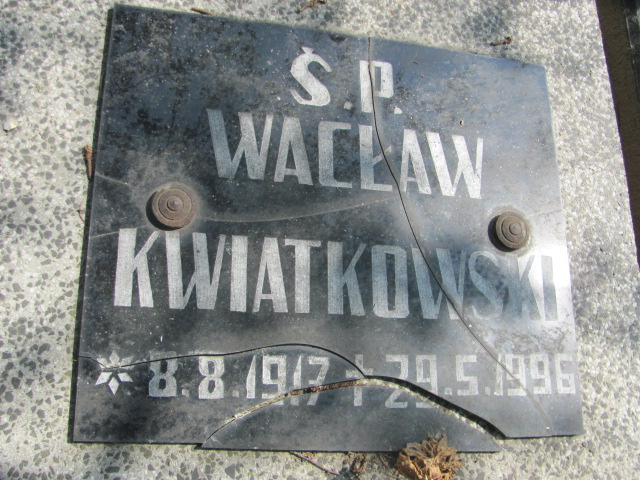 Ś.P.
WACŁAW
KWIATKOWSKI
* 8.8.1917 † 29.5.1996